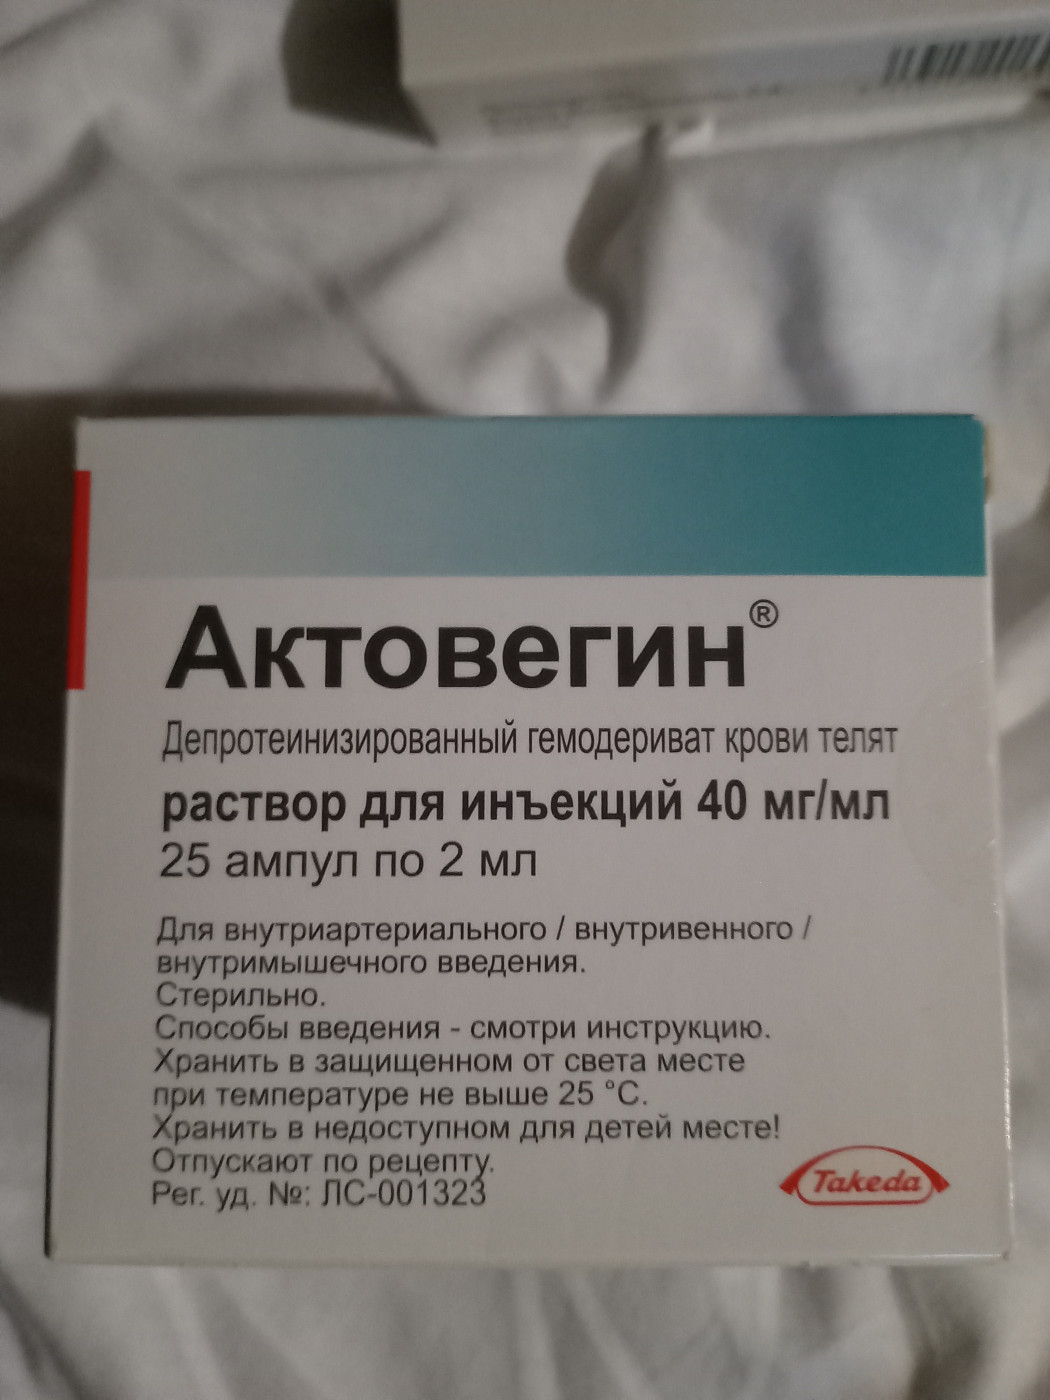 Актовегин®
Депротеинизированный гемодериват крови телят
раствор для инъекций 40 мг/мл
25 ампул по 2 мл
Для внутриартериального / внутривенного /
внутримышечного введения.
Стерильно.
Способы введения - смотри инструкцию.
Хранить в защищенном от света месте
при температуре не выше 25 °С.
Хранить в недоступном для детей месте!
Отпускают по рецепту.
Рег. уд. №: ЛС-001323
Takeda